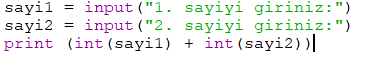 sayi1 = input("1. sayiyi giriniz:")
sayi2 = input("2. sayiyi giriniz:")
print (int(sayi1) + int(sayi2))